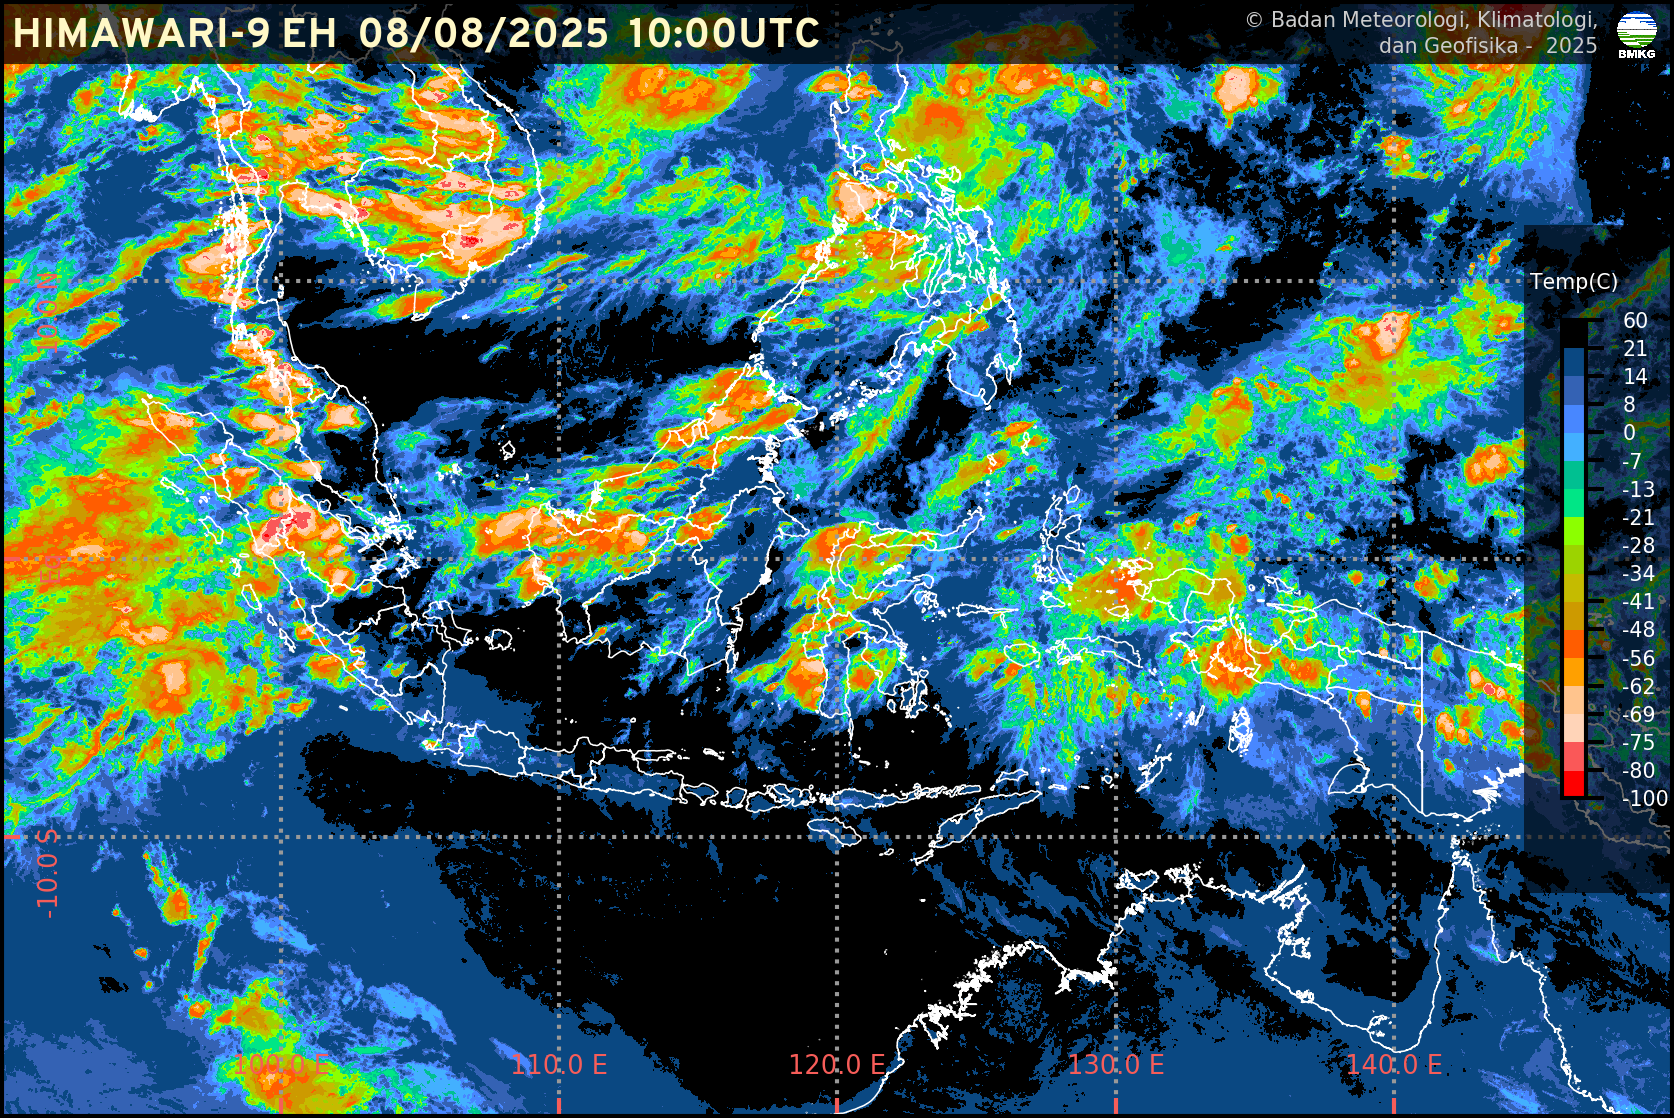 HIMAWARI-9 EH 08/08/2025 10:00UTC
© Badan Meteorologi, Klimatologi,
dan Geofisika - 2025
BMKG
Temp(C)
60
21
14
8
0
-7
-13
-21
-28
-34
-41
-48
-56
-62
-69
-75
-80
-100
10.0 N
EQ
-10.0 S
100.0 E
110.0 E
120.0 E
130.0 E
140.0 E